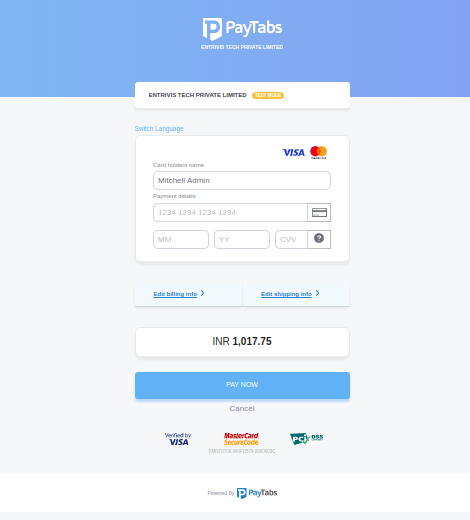 PayTabs
ENTRIVIS TECH PRIVATE LIMITED
ENTRIVIS TECH PRIVATE LIMITED TEST MODE
Switch Language
VISA mastercard
Card holders name
Mitchell Admin
Payment details
1234 1234 1234 1234
MM YY CVV ?
Edit billing info Edit shipping info
INR 1,017.75
PAY NOW
Cancel
Verified by VISA
MasterCard SecureCode
PCI DSS
Powered By PayTabs